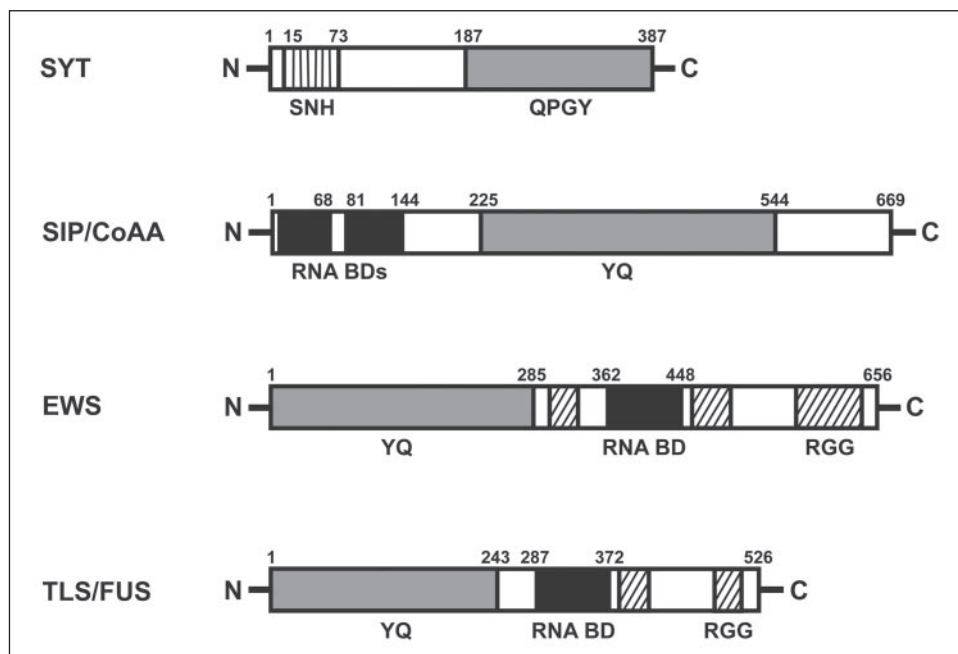 1 15 73 187 387
SYT N C
SNH QPGY
1 68 81 144 225 544 669
SIP/CoAA N C
RNA BDs YQ
1 285 362 448 656
EWS N C
YQ RNA BD RGG
1 243 287 372 526
TLS/FUS N C
YQ RNA BD RGG